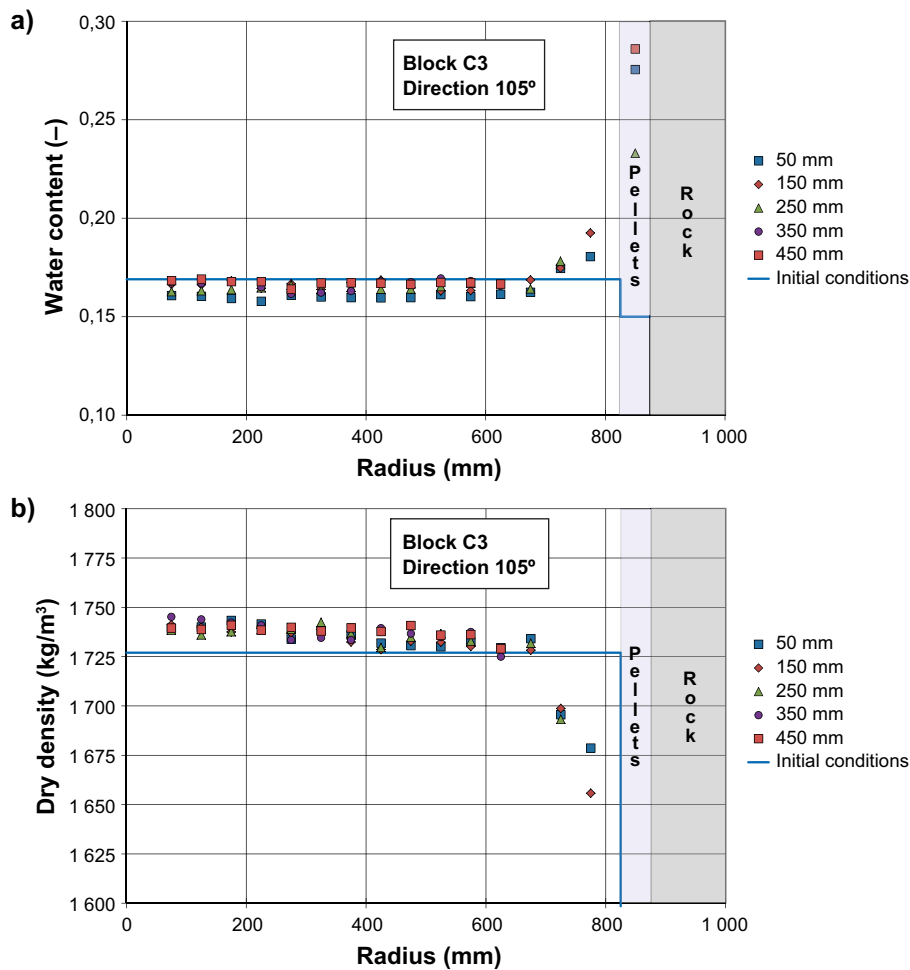 a)
0,30
0,25
0,20
0,15
0,10
Water content (–)
Block C3
Direction 105º
Pellets
Rock
50 mm
150 mm
250 mm
350 mm
450 mm
Initial conditions
0
200
400
600
800
1 000
Radius (mm)
b)
1 800
1 775
1 750
1 725
1 700
1 675
1 650
1 625
1 600
Dry density (kg/m³)
Block C3
Direction 105º
Pellets
Rock
50 mm
150 mm
250 mm
350 mm
450 mm
Initial conditions
0
200
400
600
800
1 000
Radius (mm)